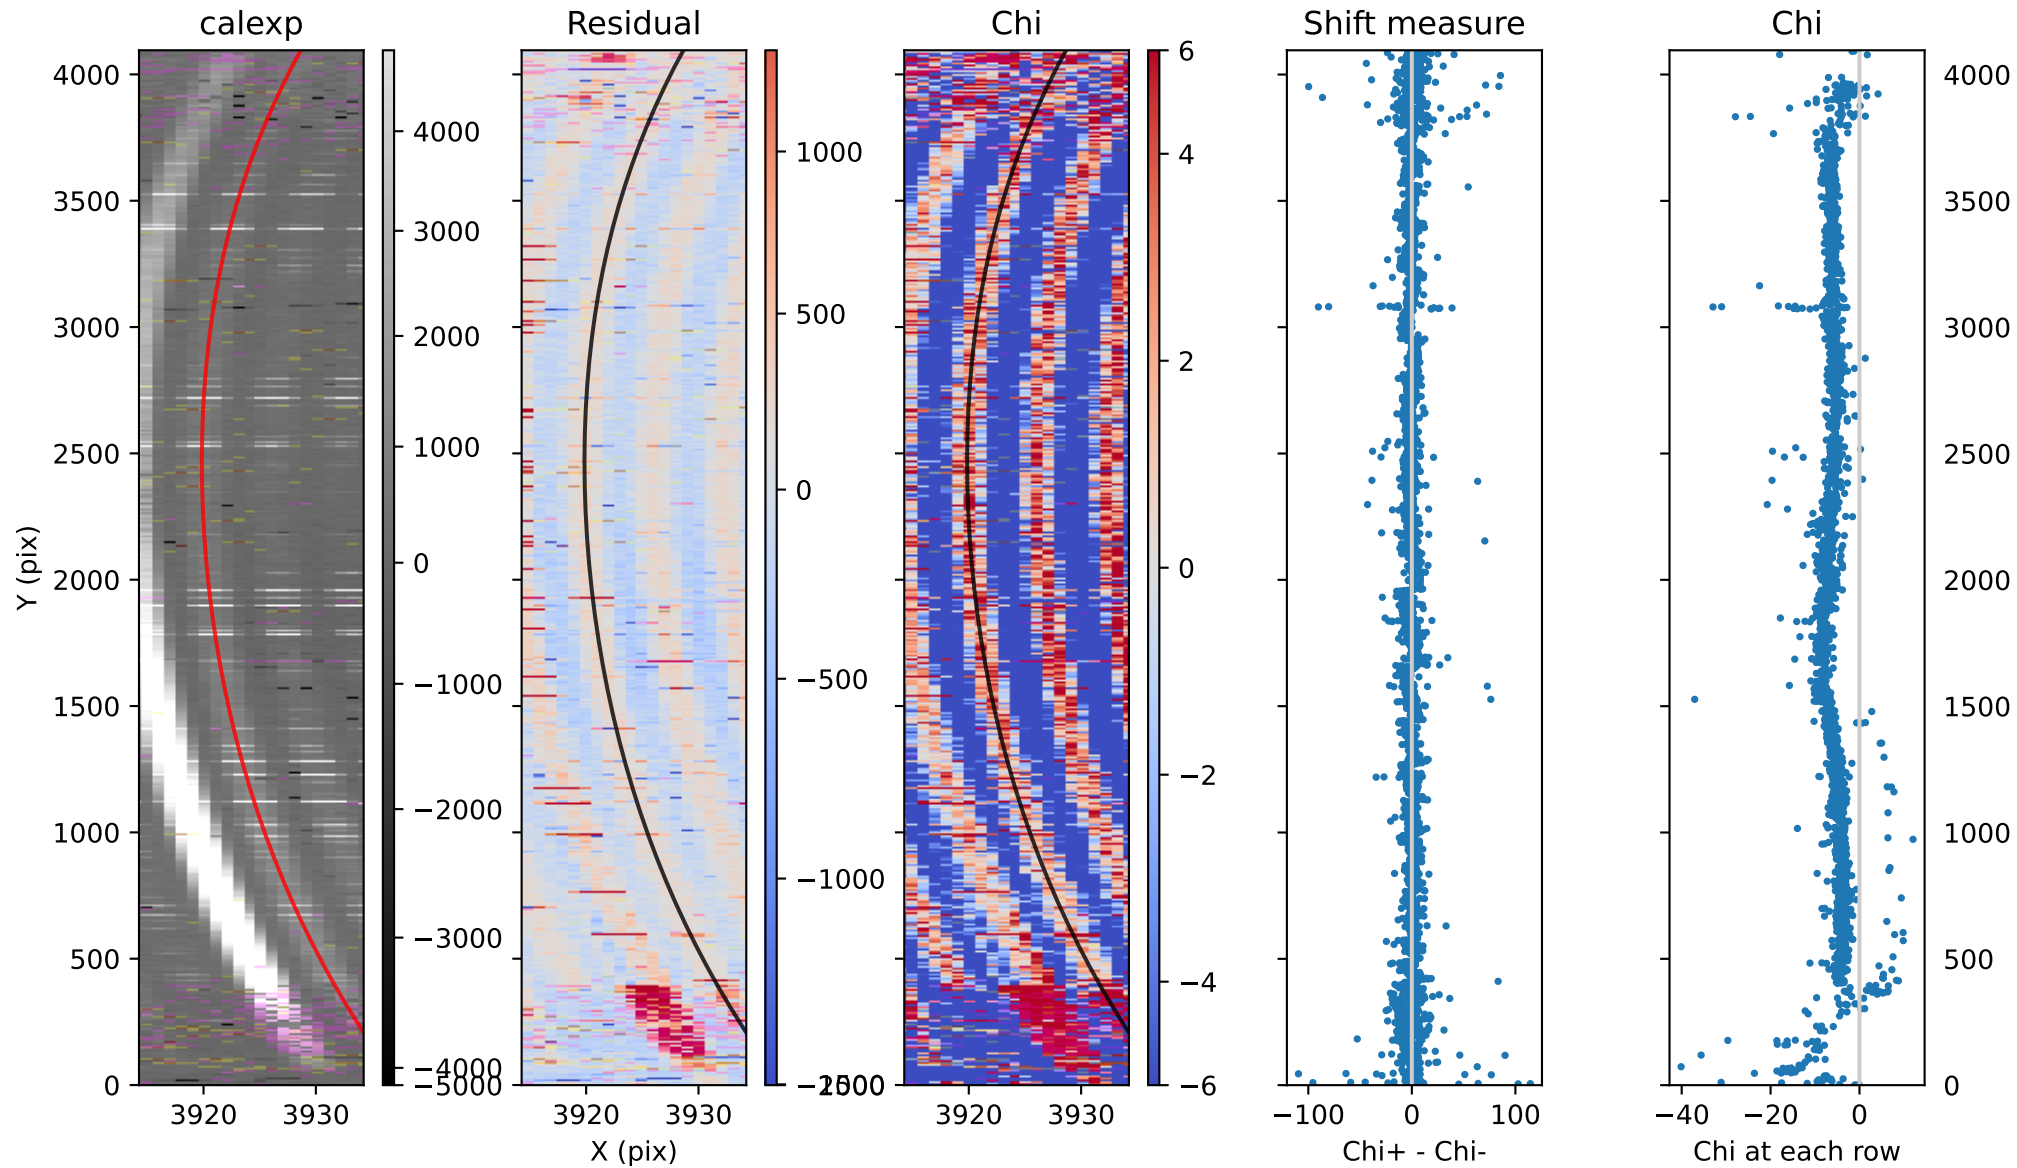 calexp Residual Chi Shift measure Chi
4000 4000 1000 6 4000
3500 3000 500 4 3500
3000 2000 0 2 3000
2500 1000 −500 0 2500
2000 0 −1000 −2 2000
1500 −1000 −4 1500
1000 −2000 −6 1000
500 −3000 500
0 −4000 0
−5000
Y (pix)
3920 3930 3920 3930 3920 3930 −100 0 100 −40 −20 0
X (pix) Chi+ - Chi- Chi at each row